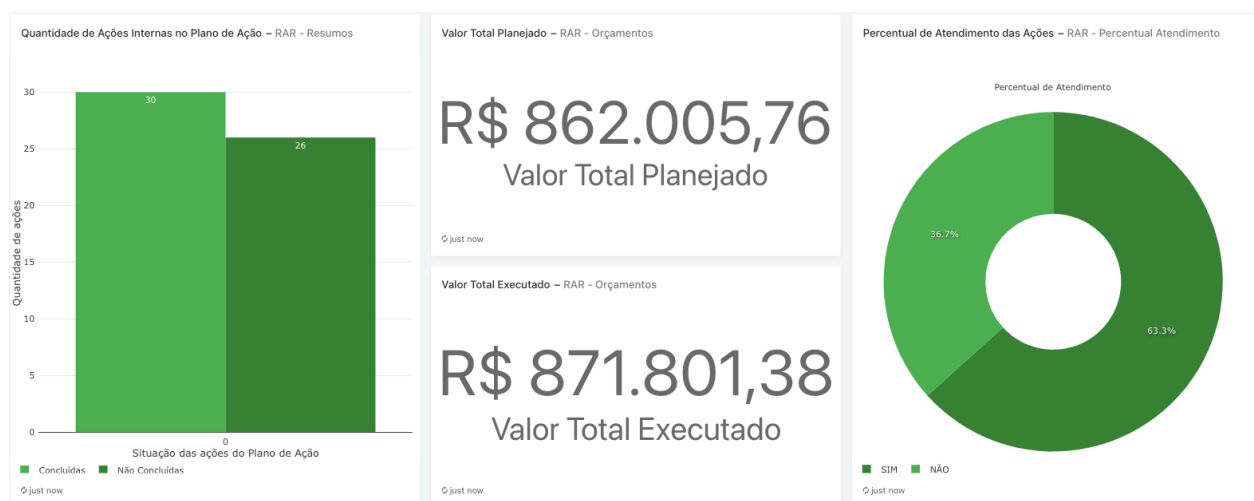 Quantidade de Ações Internas no Plano de Ação – RAR - Resumos
30
25
20
15
10
5
0
Quantidade de ações
30
26
0
Situação das ações do Plano de Ação
Concluídas
Não Concluídas
just now
Valor Total Planejado – RAR - Orçamentos
R$ 862.005,76
Valor Total Planejado
just now
Valor Total Executado – RAR - Orçamentos
R$ 871.801,38
Valor Total Executado
just now
Percentual de Atendimento das Ações – RAR - Percentual Atendimento
Percentual de Atendimento
36.7%
63.3%
SIM
NÃO
just now